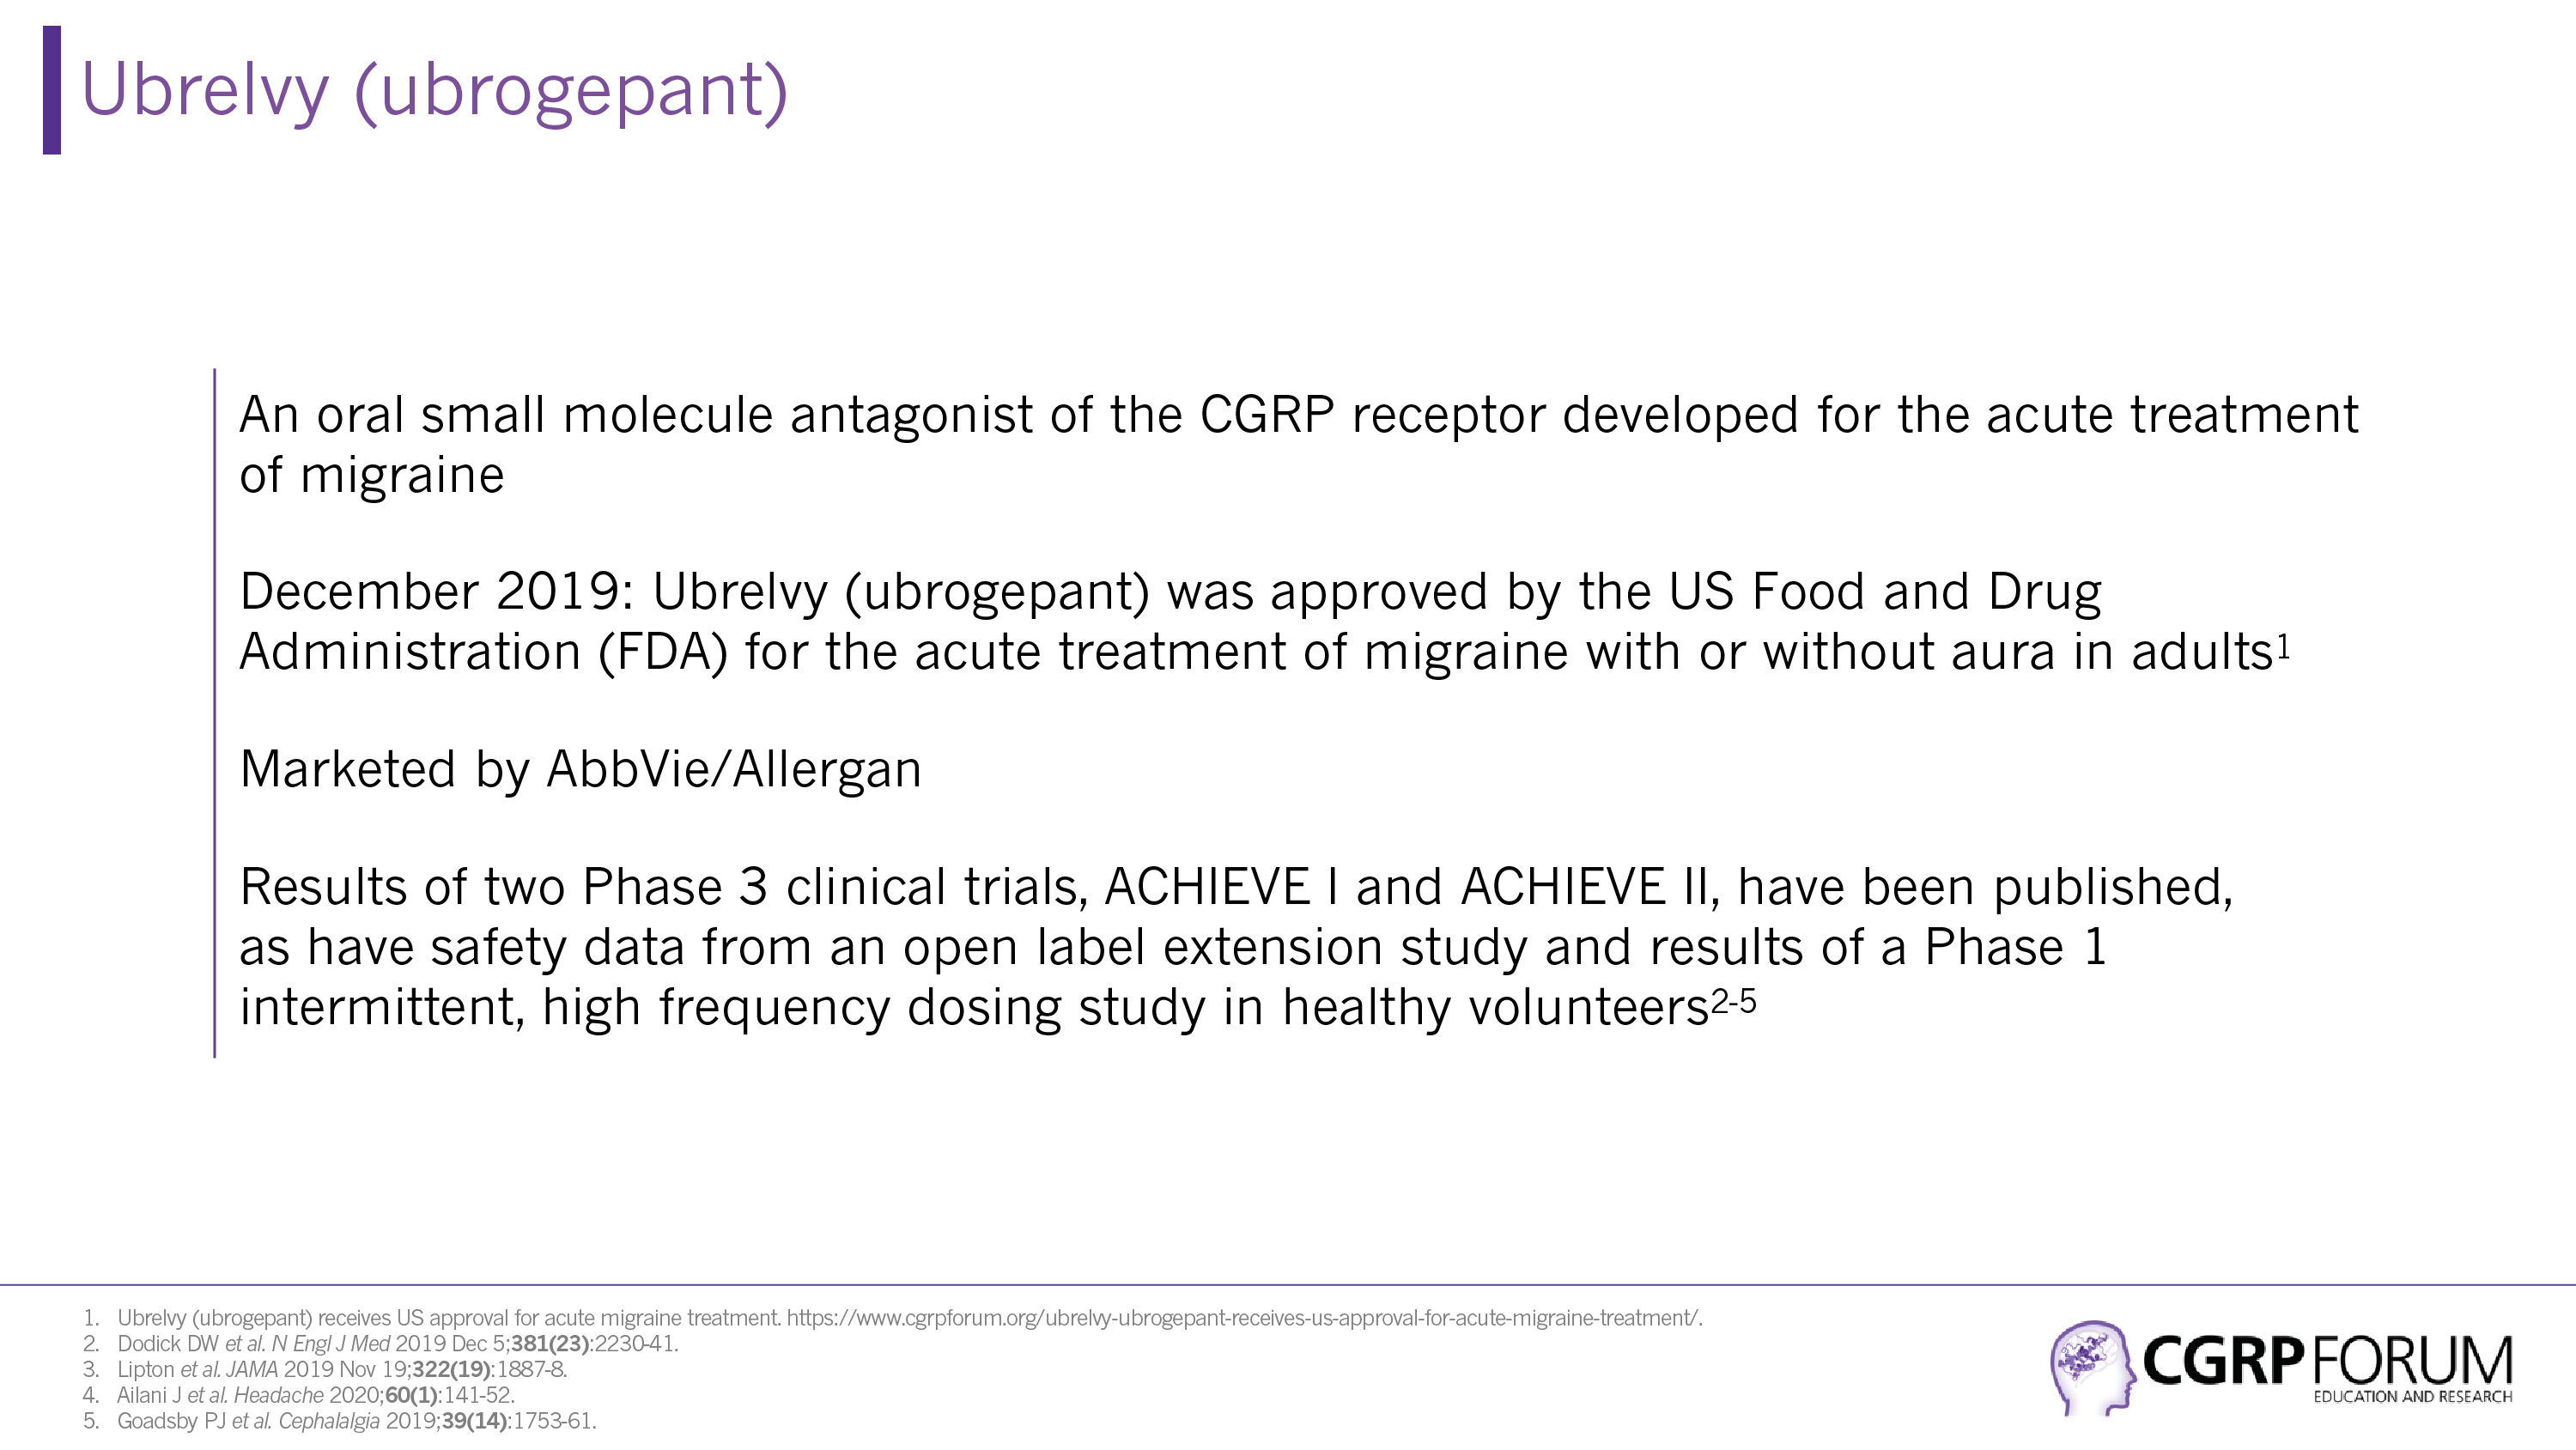 Ubrelvy (ubrogepant)
An oral small molecule antagonist of the CGRP receptor developed for the acute treatment
of migraine
December 2019: Ubrelvy (ubrogepant) was approved by the US Food and Drug
Administration (FDA) for the acute treatment of migraine with or without aura in adults1
Marketed by AbbVie/Allergan
Results of two Phase 3 clinical trials, ACHIEVE I and ACHIEVE II, have been published,
as have safety data from an open label extension study and results of a Phase 1
intermittent, high frequency dosing study in healthy volunteers2-5
1. Ubrelvy (ubrogepant) receives US approval for acute migraine treatment. https://www.cgrpforum.org/ubrelvy-ubrogepant-receives-us-approval-for-acute-migraine-treatment/.
2. Dodick DW et al. N Engl J Med 2019 Dec 5;381(23):2230-41.
3. Lipton et al. JAMA 2019 Nov 19;322(19):1887-8.
4. Ailani J et al. Headache 2020;60(1):141-52.
5. Goadsby PJ et al. Cephalalgia 2019;39(14):1753-61.
CGRP FORUM
EDUCATION AND RESEARCH